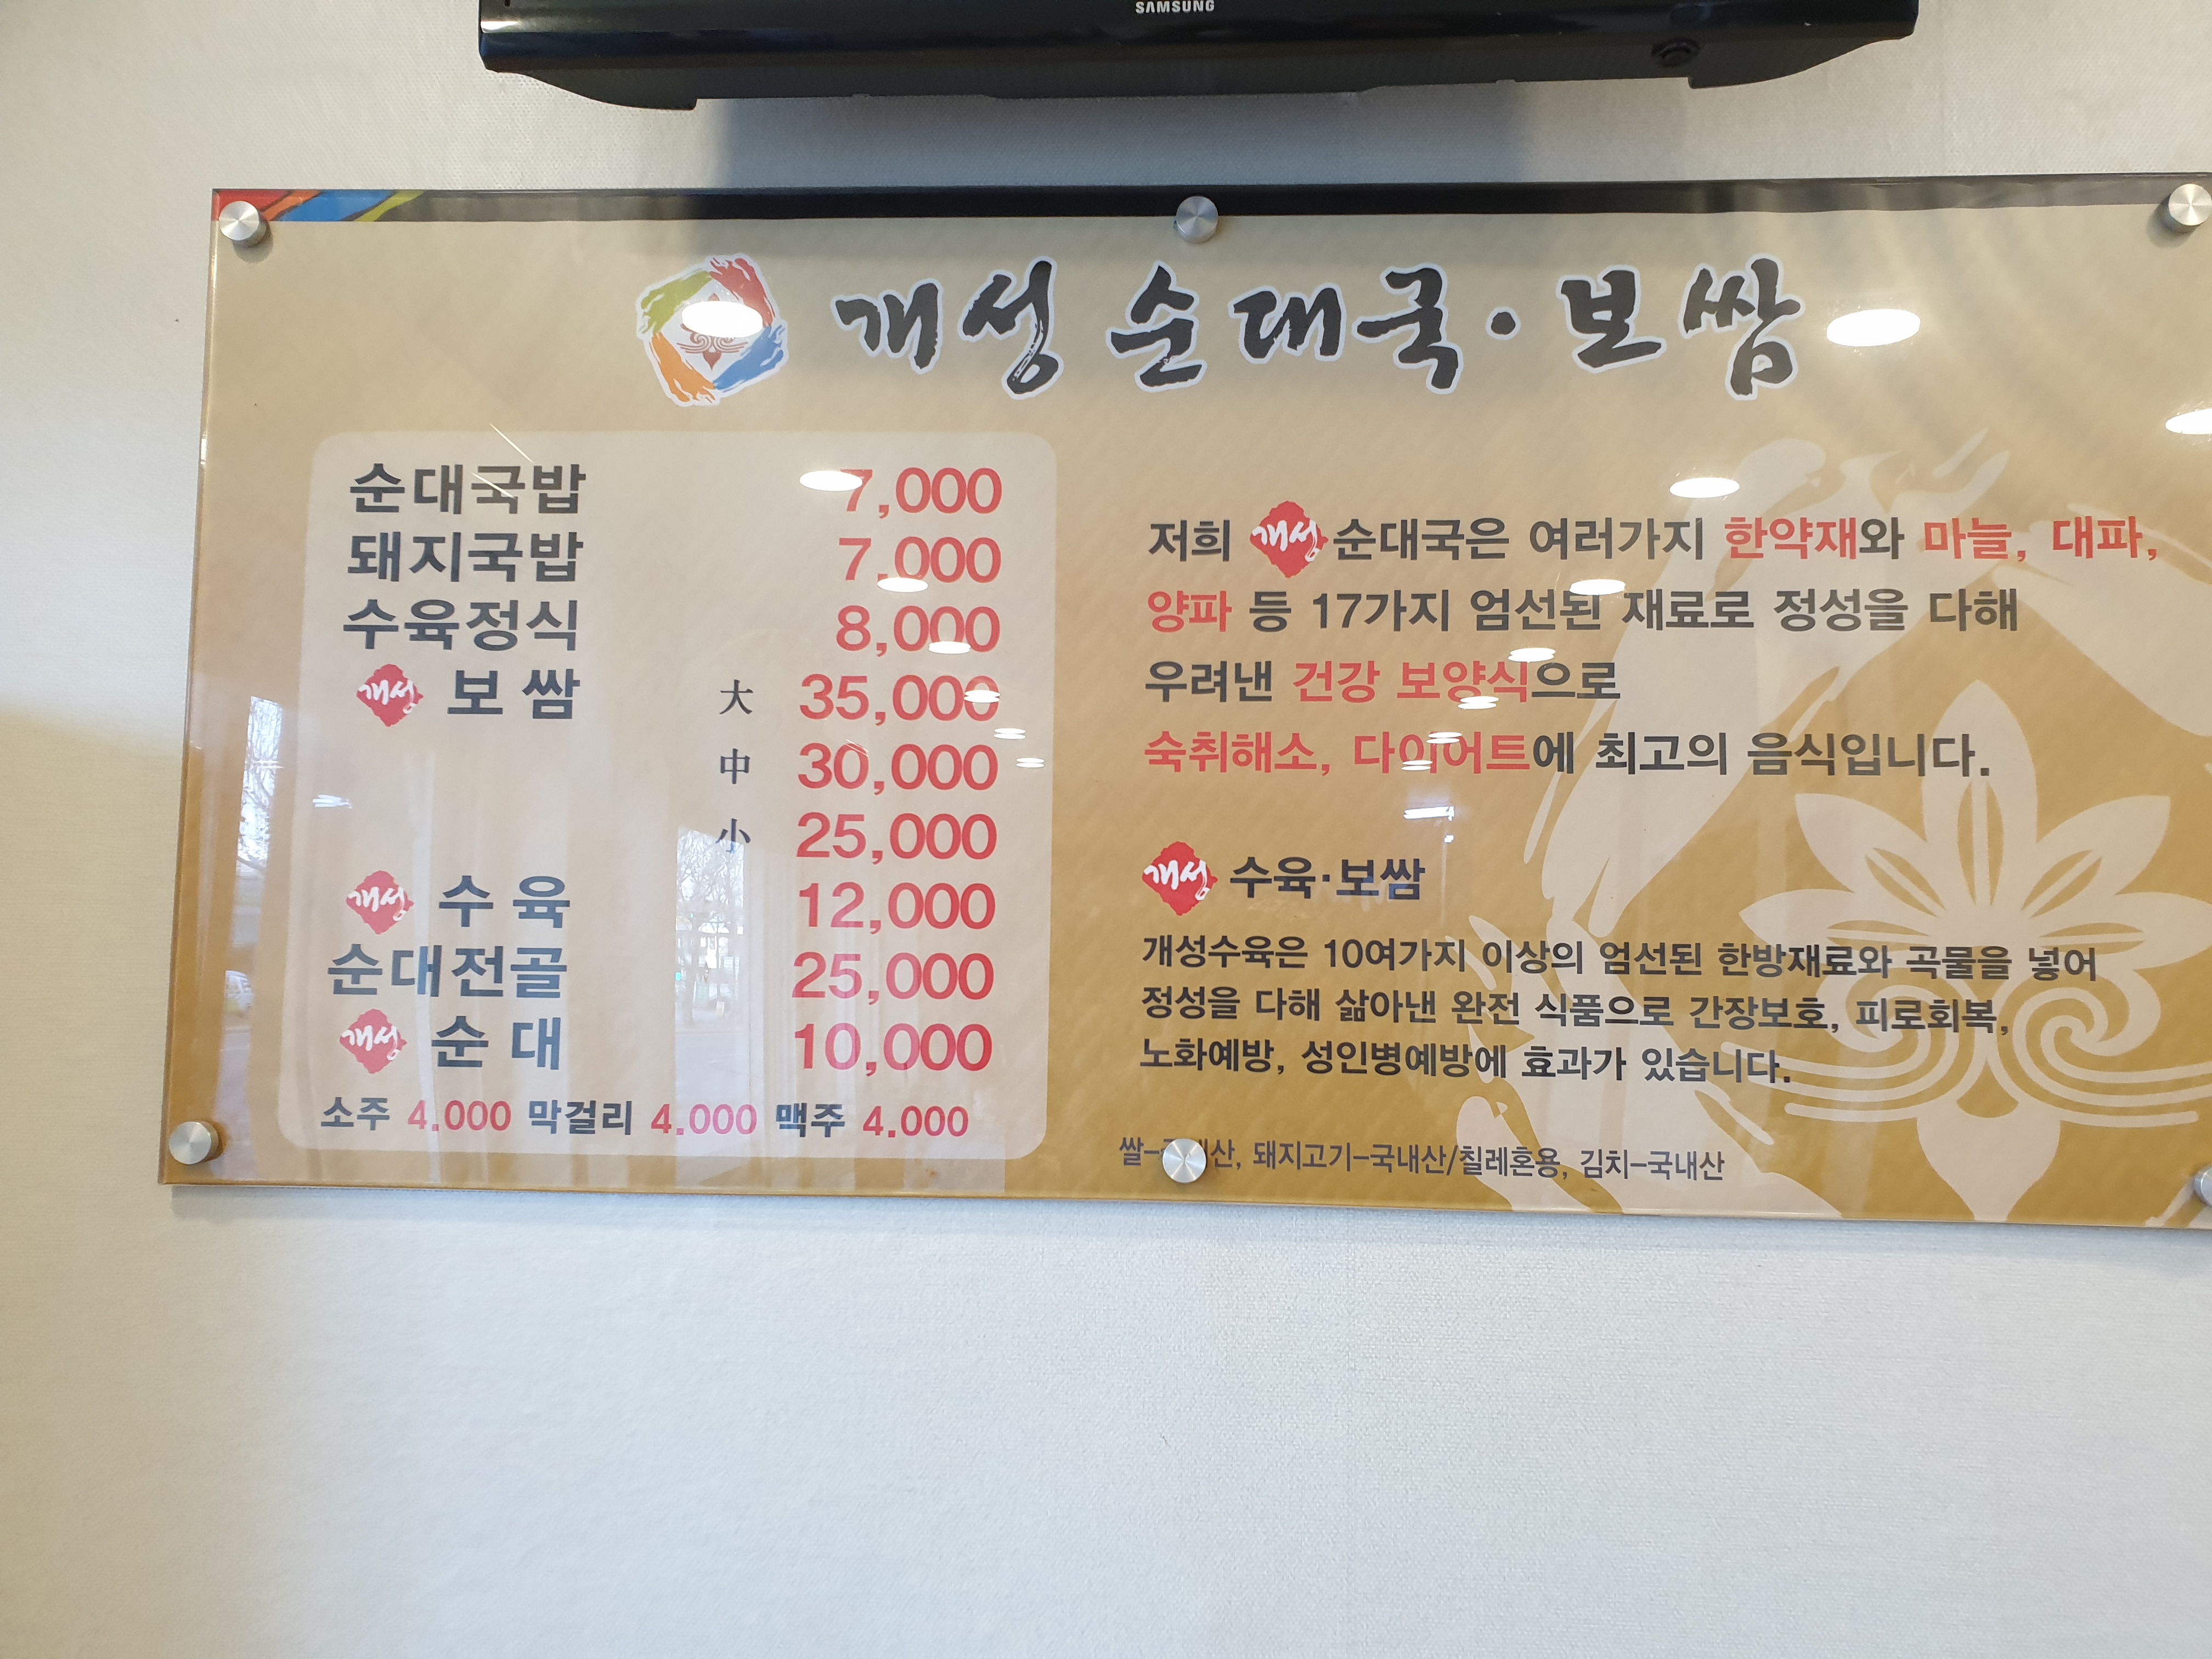 SAMSUNG
개성 순대국·보쌈
순대국밥 7,000
돼지국밥 7,000
수육정식 8,000
개성 보쌈 大 35,000
中 30,000
小 25,000
개성 수육 12,000
순대전골 25,000
개성 순대 10,000
소주 4.000 막걸리 4.000 맥주 4.000
저희 개성 순대국은 여러가지 한약재와 마늘, 대파,
양파 등 17가지 엄선된 재료로 정성을 다해
우려낸 건강 보양식으로
숙취해소, 다이어트에 최고의 음식입니다.
개성 수육·보쌈
개성수육은 10여가지 이상의 엄선된 한방재료와 곡물을 넣어
정성을 다해 삶아낸 완전 식품으로 간장보호, 피로회복,
노화예방, 성인병예방에 효과가 있습니다.
쌀- 산, 돼지고기-국내산/칠레혼용, 김치-국내산